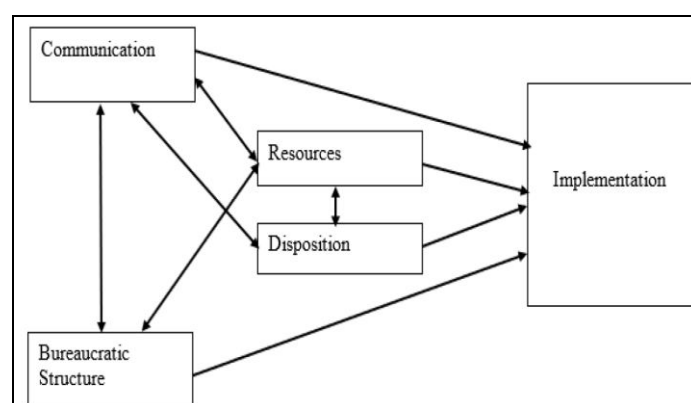 Communication
Resources
Implementation
Disposition
Bureaucratic
Structure